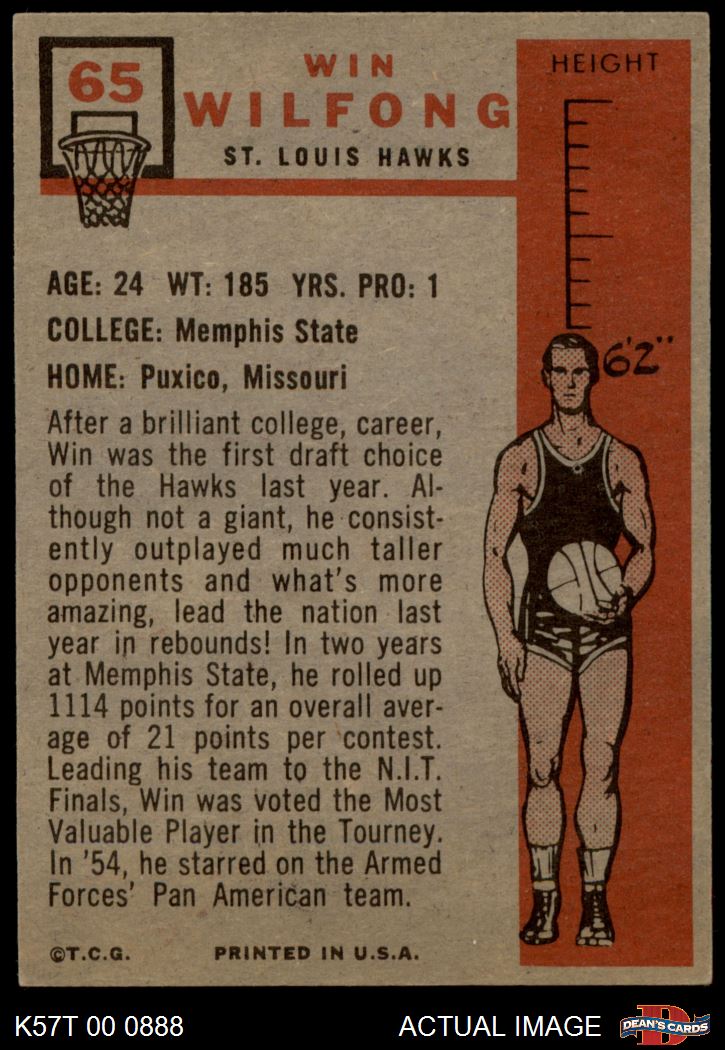 65
WIN
WILFONG
ST. LOUIS HAWKS
HEIGHT
6'2"
AGE: 24 WT: 185 YRS. PRO: 1
COLLEGE: Memphis State
HOME: Puxico, Missouri
After a brilliant college, career,
Win was the first draft choice
of the Hawks last year. Al-
though not a giant, he consist-
ently outplayed much taller
opponents and what's more
amazing, lead the nation last
year in rebounds! In two years
at Memphis State, he rolled up
1114 points for an overall aver-
age of 21 points per contest.
Leading his team to the N.I.T.
Finals, Win was voted the Most
Valuable Player in the Tourney.
In '54, he starred on the Armed
Forces' Pan American team.
©T.C.G. PRINTED IN U.S.A.
K57T 00 0888 ACTUAL IMAGE
D
DEAN'S CARDS